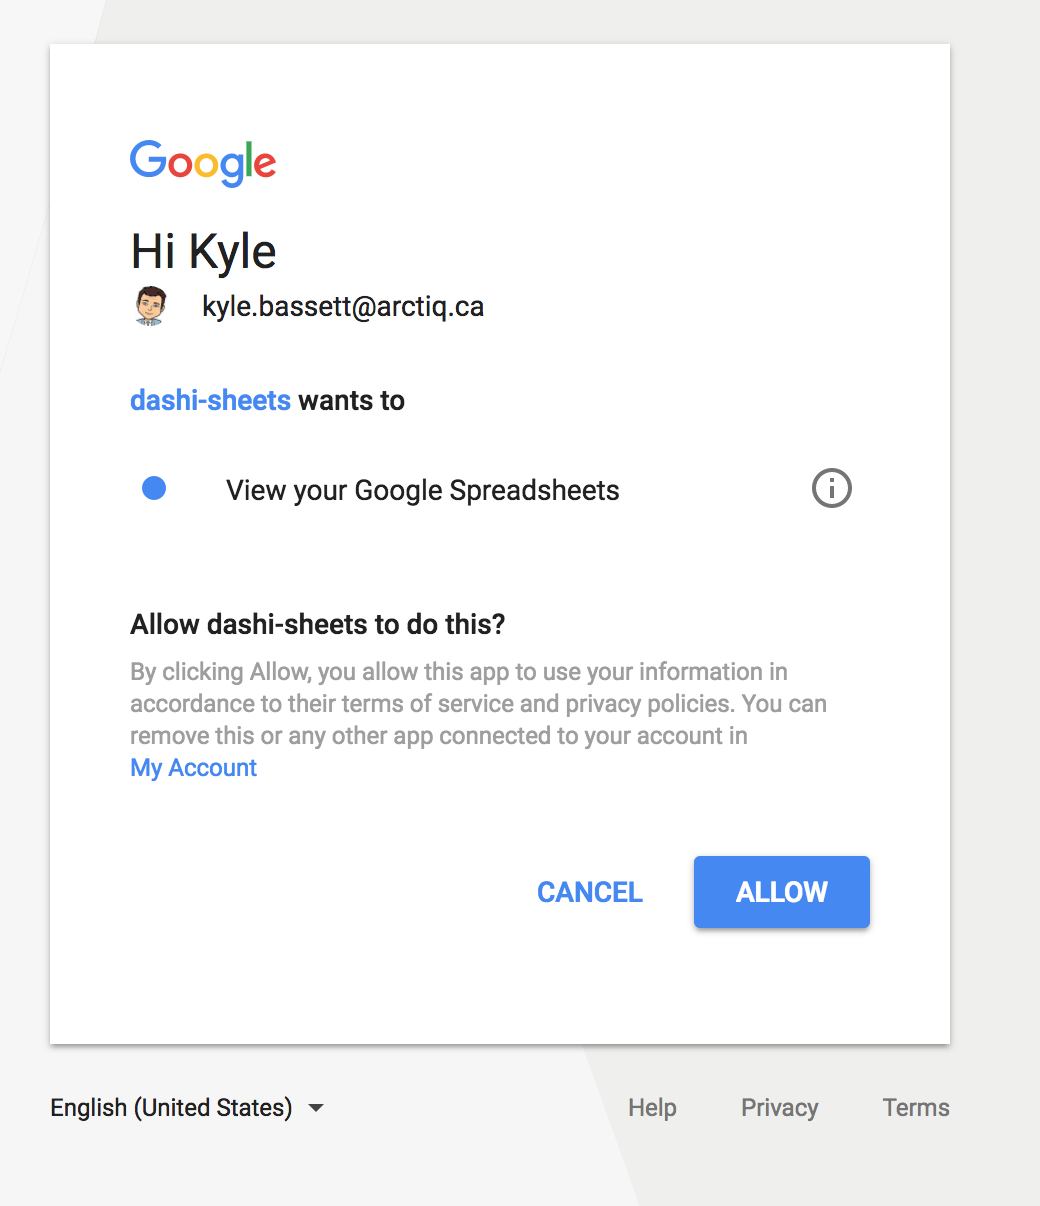 Google
Hi Kyle
kyle.bassett@arctiq.ca
dashi-sheets wants to
View your Google Spreadsheets
Allow dashi-sheets to do this?
By clicking Allow, you allow this app to use your information in
accordance to their terms of service and privacy policies. You can
remove this or any other app connected to your account in
My Account
CANCEL ALLOW
English (United States) Help Privacy Terms